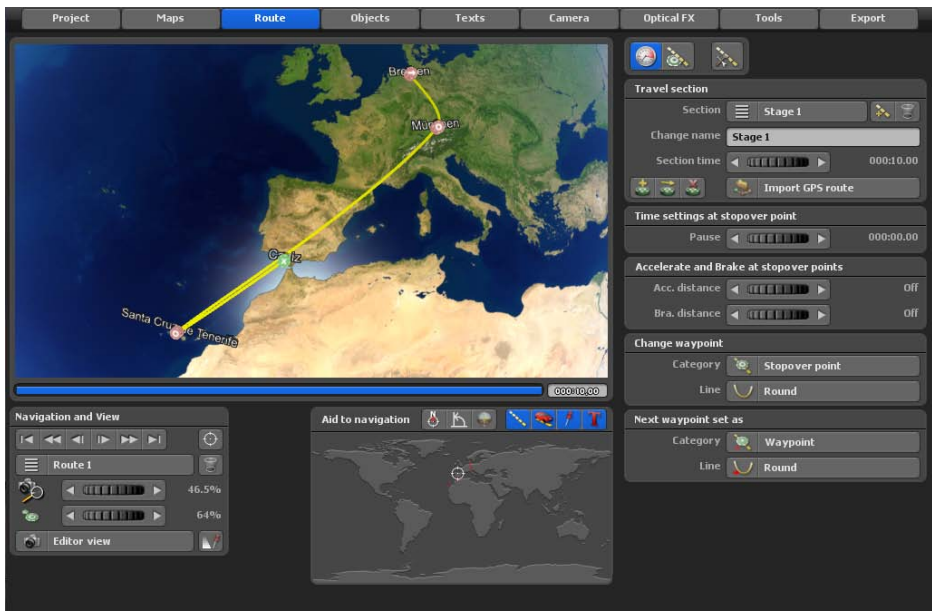 Project Maps Route Objects Texts Camera Optical FX Tools Export
Bremen
München
Cadiz
Santa Cruz de Tenerife
000:10,00
Travel section
Section Stage 1
Change name Stage 1
Section time 000:10.00
Import GPS route
Time settings at stopover point
Pause 000:00.00
Accelerate and Brake at stopover points
Acc. distance Off
Bra. distance Off
Change waypoint
Category Stopover point
Line Round
Next waypoint set as
Category Waypoint
Line Round
Navigation and View
Route 1
46.5%
64%
Editor view
Aid to navigation
N